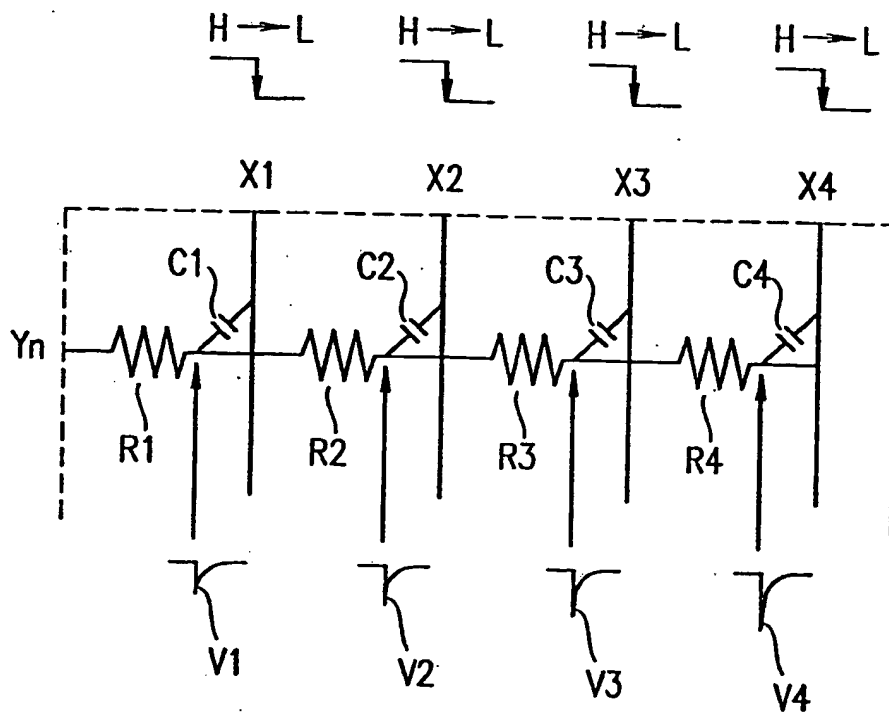 H → L H → L H → L H → L
X1 X2 X3 X4
C1 C2 C3 C4
Yn
R1 R2 R3 R4
V1 V2 V3 V4